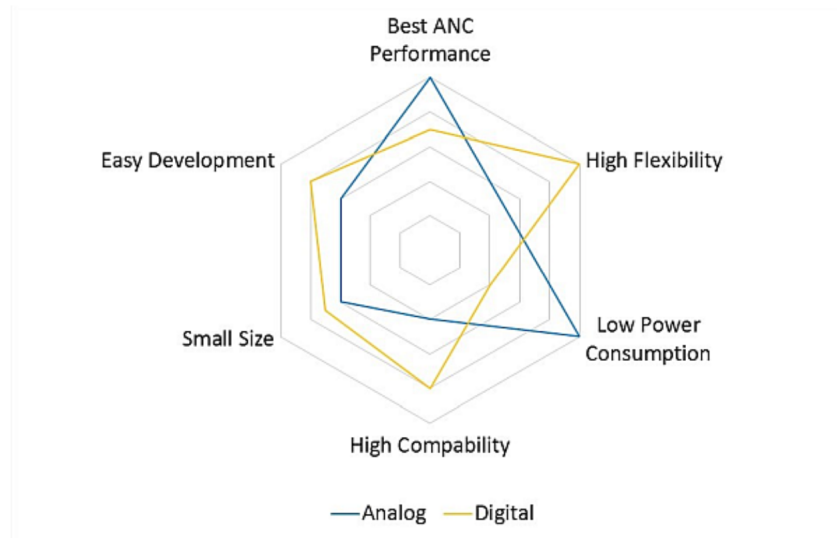 Best ANC
Performance
Easy Development
High Flexibility
Small Size
Low Power
Consumption
High Compability
Analog
Digital